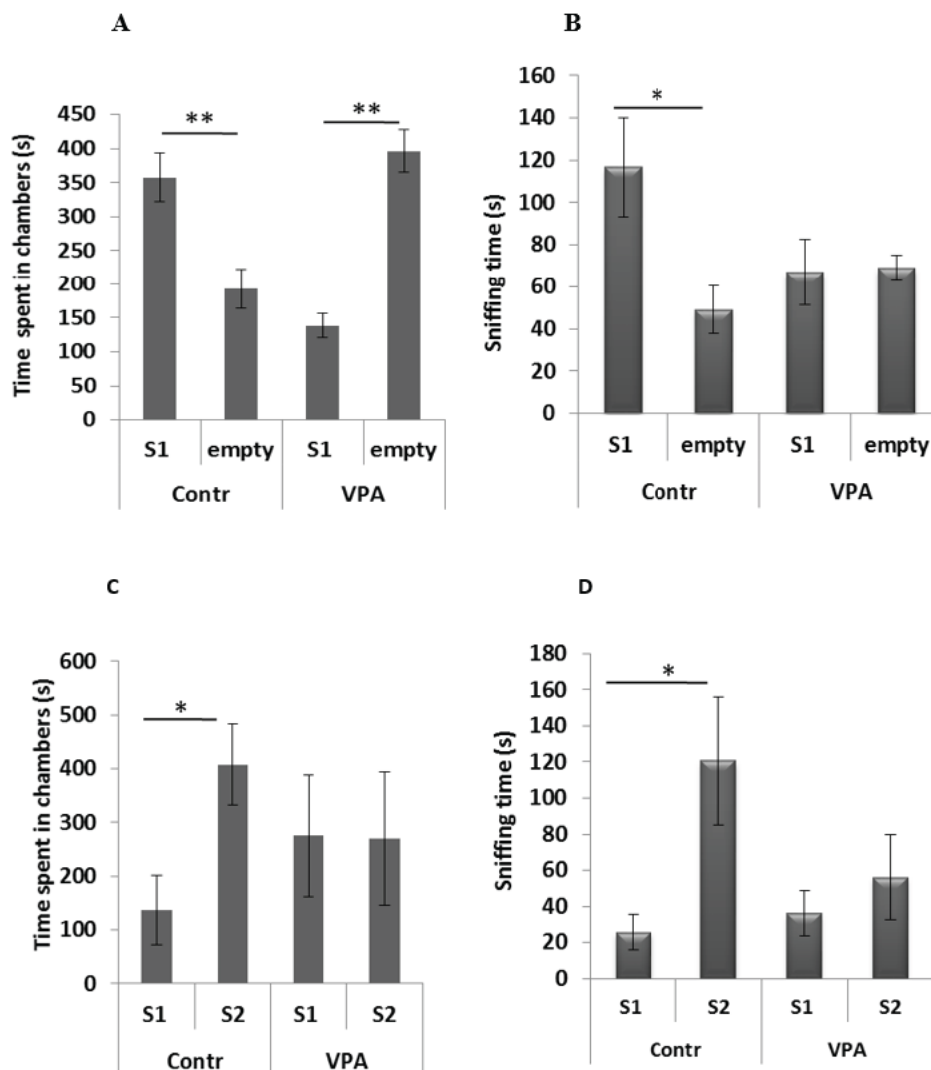 A
Time spent in chambers (s)
450
400
350
300
250
200
150
100
50
0
**
**
S1 empty S1 empty
Contr VPA
B
Sniffing time (s)
160
140
120
100
80
60
40
20
0
*
S1 empty S1 empty
Contr VPA
C
Time spent in chambers (s)
600
500
400
300
200
100
0
*
S1 S2 S1 S2
Contr VPA
D
Sniffing time (s)
180
160
140
120
100
80
60
40
20
0
*
S1 S2 S1 S2
Contr VPA